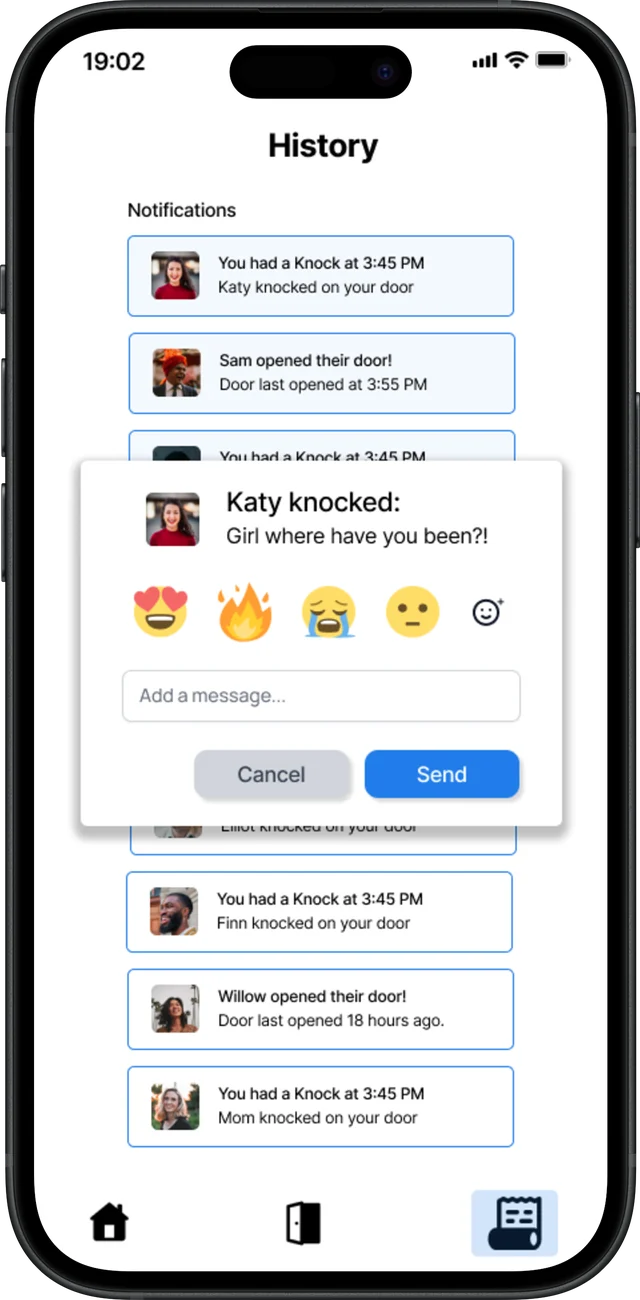 19:02
History
Notifications
You had a Knock at 3:45 PM
Katy knocked on your door
Sam opened their door!
Door last opened at 3:55 PM
You had a Knock at 3:45 PM
Katy knocked:
Girl where have you been?!
Add a message...
Cancel
Send
Elliot knocked on your door
You had a Knock at 3:45 PM
Finn knocked on your door
Willow opened their door!
Door last opened 18 hours ago.
You had a Knock at 3:45 PM
Mom knocked on your door